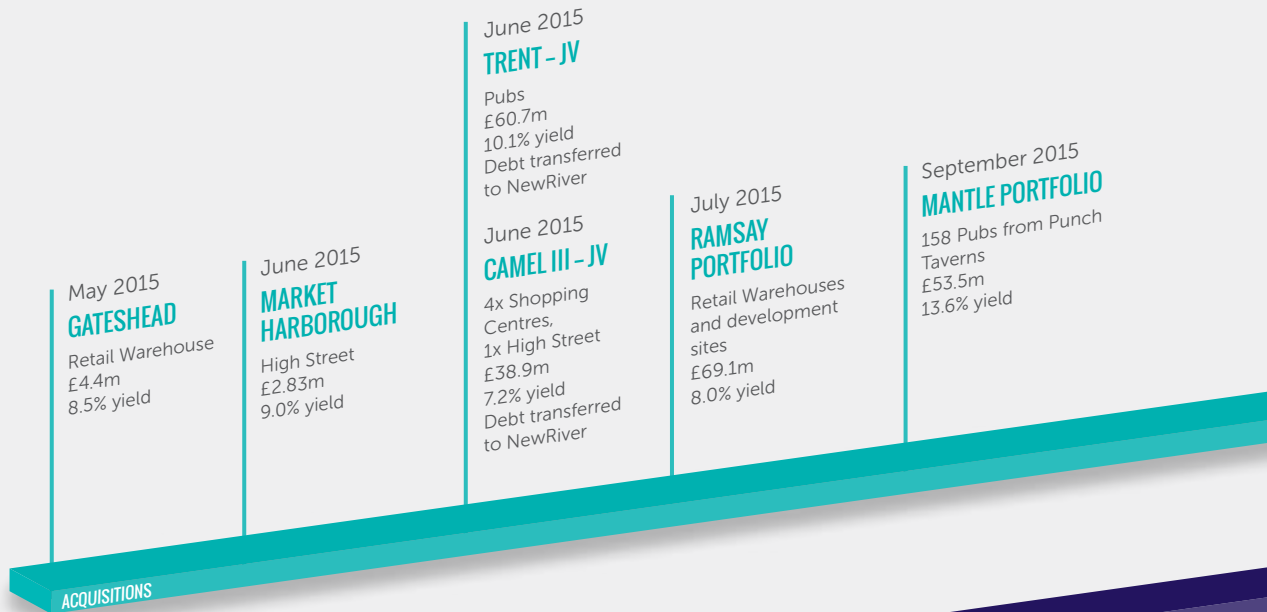 May 2015
GATESHEAD
Retail Warehouse
£4.4m
8.5% yield
June 2015
MARKET
HARBOROUGH
High Street
£2.83m
9.0% yield
June 2015
TRENT – JV
Pubs
£60.7m
10.1% yield
Debt transferred
to NewRiver
June 2015
CAMEL III – JV
4x Shopping
Centres,
1x High Street
£38.9m
7.2% yield
Debt transferred
to NewRiver
July 2015
RAMSAY
PORTFOLIO
Retail Warehouses
and development
sites
£69.1m
8.0% yield
September 2015
MANTLE PORTFOLIO
158 Pubs from Punch
Taverns
£53.5m
13.6% yield
ACQUISITIONS